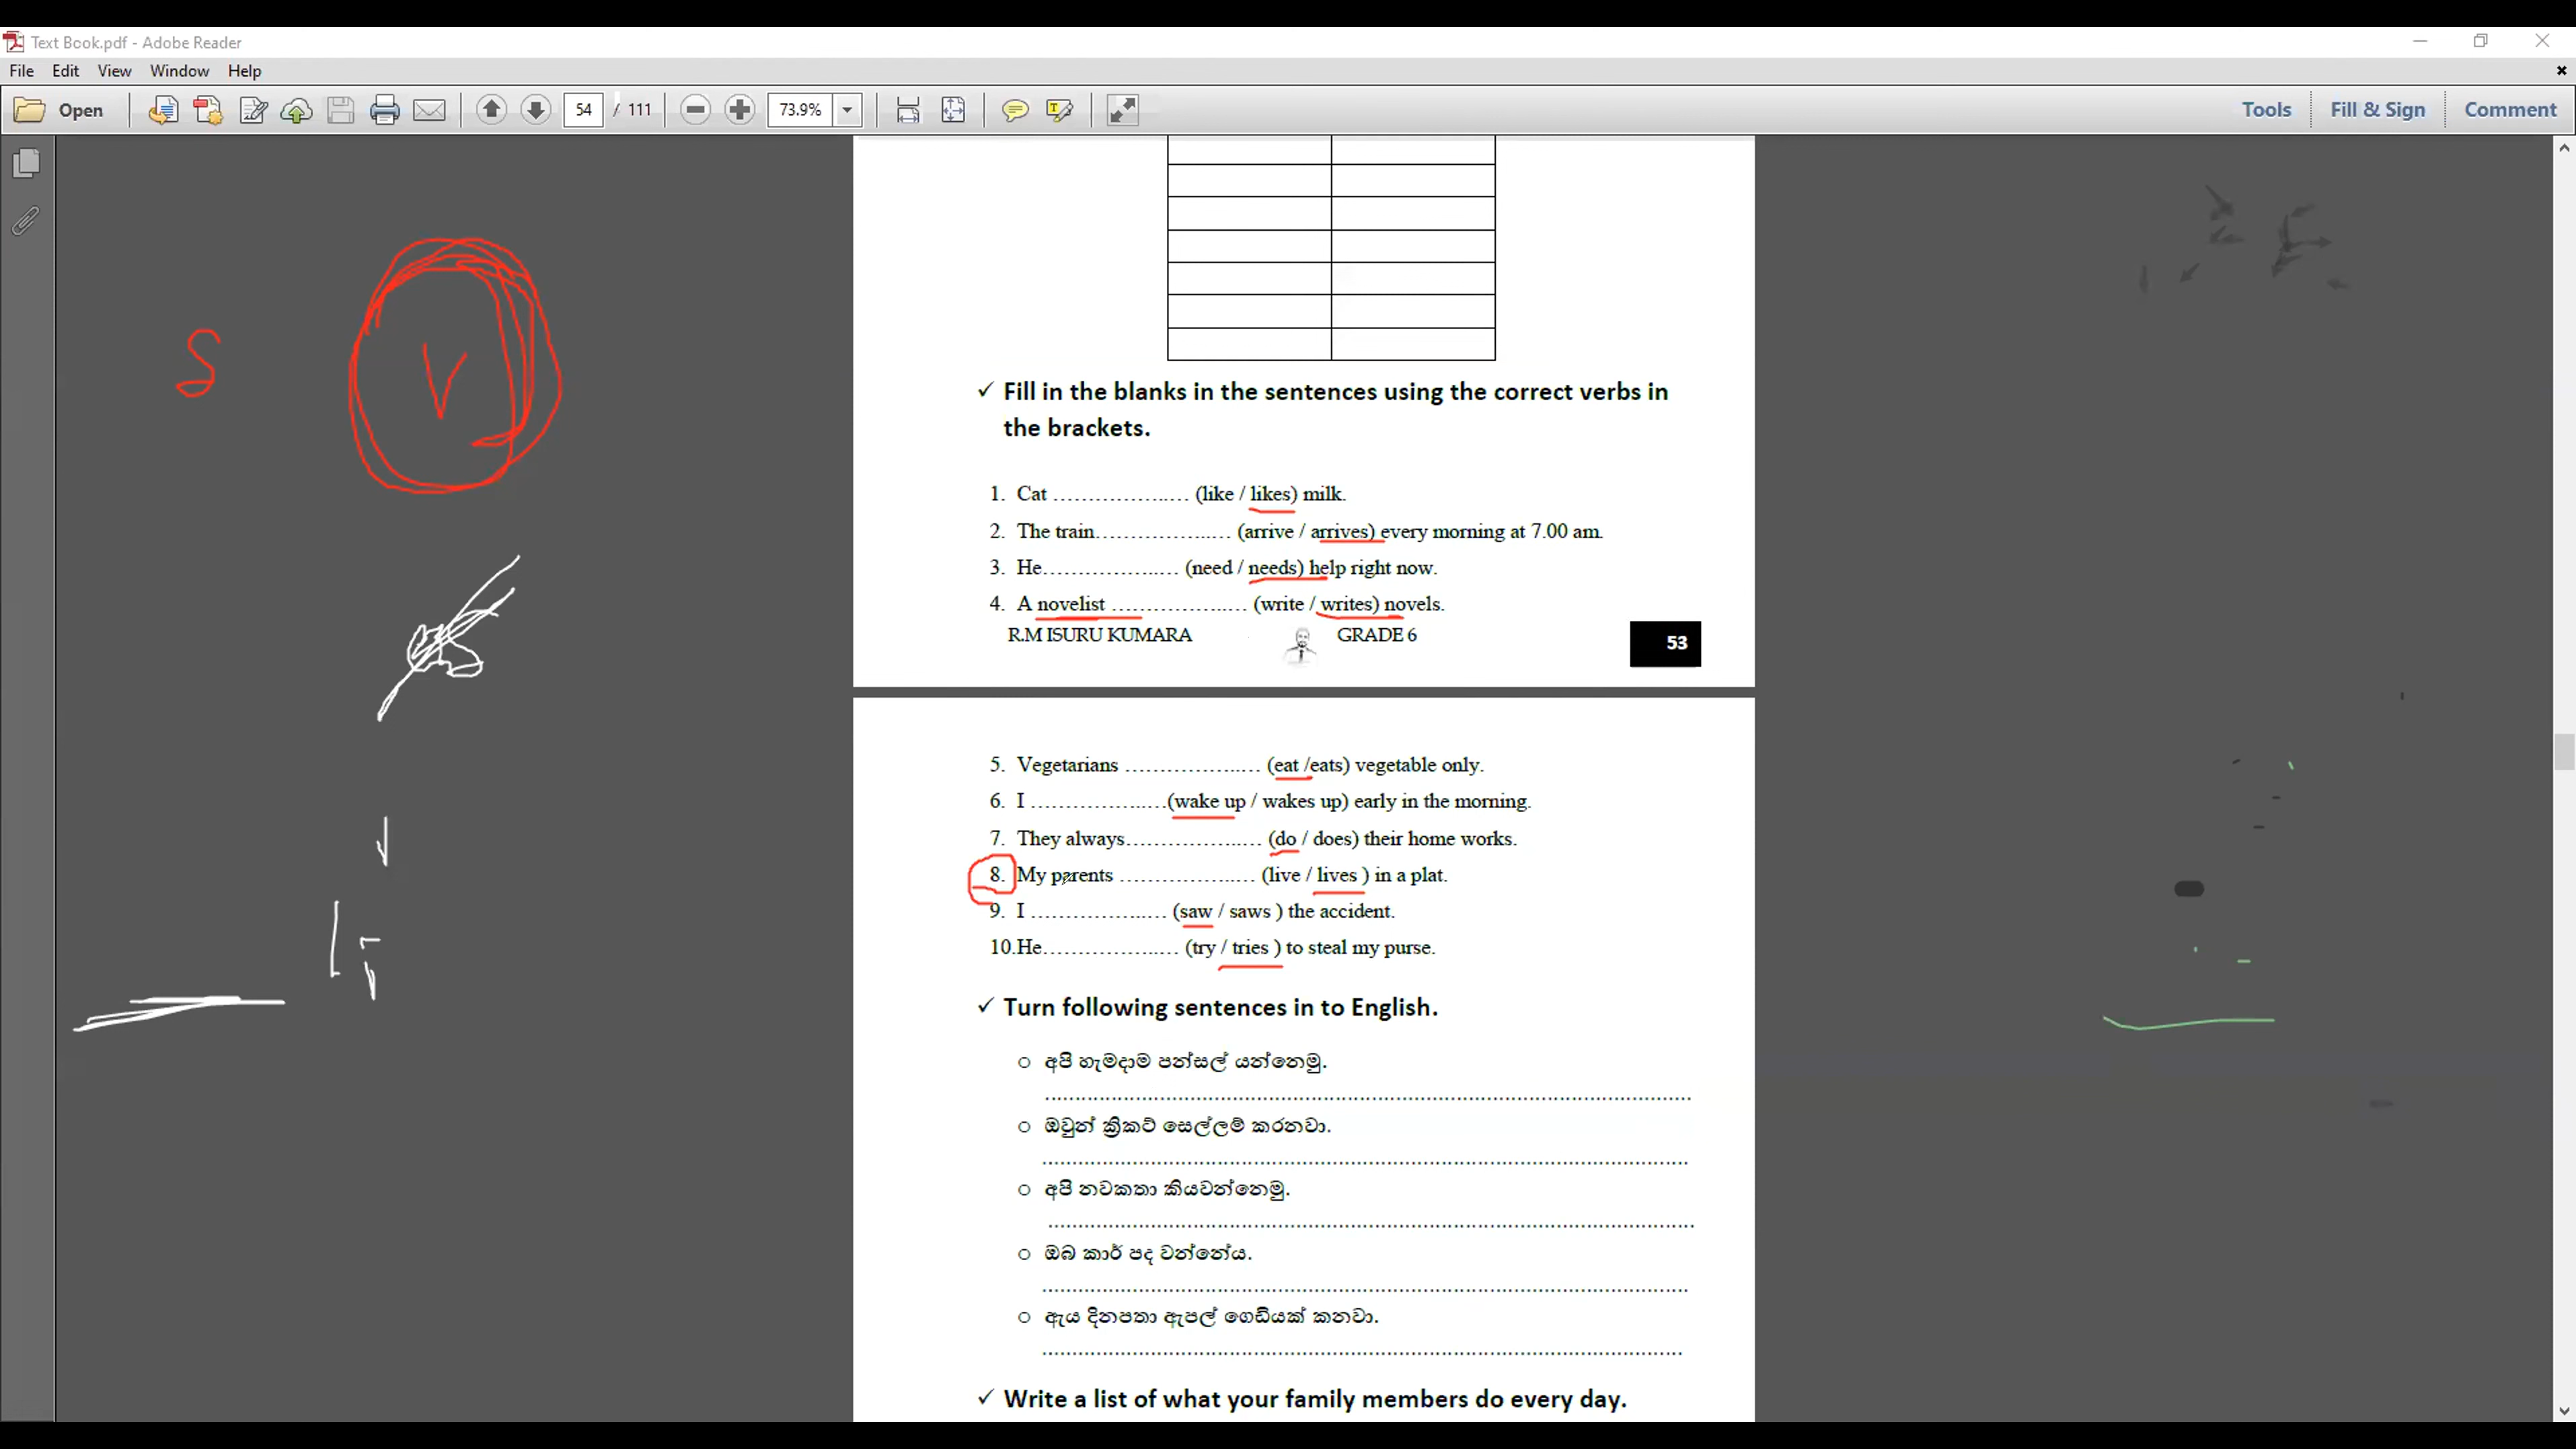 Text Book.pdf - Adobe Reader
File Edit View Window Help
Open 54 / 111 73.9% Tools Fill & Sign Comment
S V
✓ Fill in the blanks in the sentences using the correct verbs in
the brackets.
1. Cat ……………..… (like / likes) milk.
2. The train……………..… (arrive / arrives) every morning at 7.00 am.
3. He……………..… (need / needs) help right now.
4. A novelist ……………..… (write / writes) novels.
R.M ISURU KUMARA GRADE 6 53
5. Vegetarians ……………..… (eat /eats) vegetable only.
6. I ……………..…(wake up / wakes up) early in the morning.
7. They always……………..… (do / does) their home works.
8. My parents ……………..… (live / lives ) in a plat.
9. I ……………..… (saw / saws ) the accident.
10.He……………..… (try / tries ) to steal my purse.
✓ Turn following sentences in to English.
o අපි හැමදාම පන්සල් යන්නෙමු.
o ඔවුන් ක්‍රිකට් සෙල්ලම් කරනවා.
o අපි නවකතා කියවන්නෙමු.
o ඔබ කාර් පද වන්නේය.
o ඇය දිනපතා ඇපල් ගෙඩියක් කනවා.
✓ Write a list of what your family members do every day.